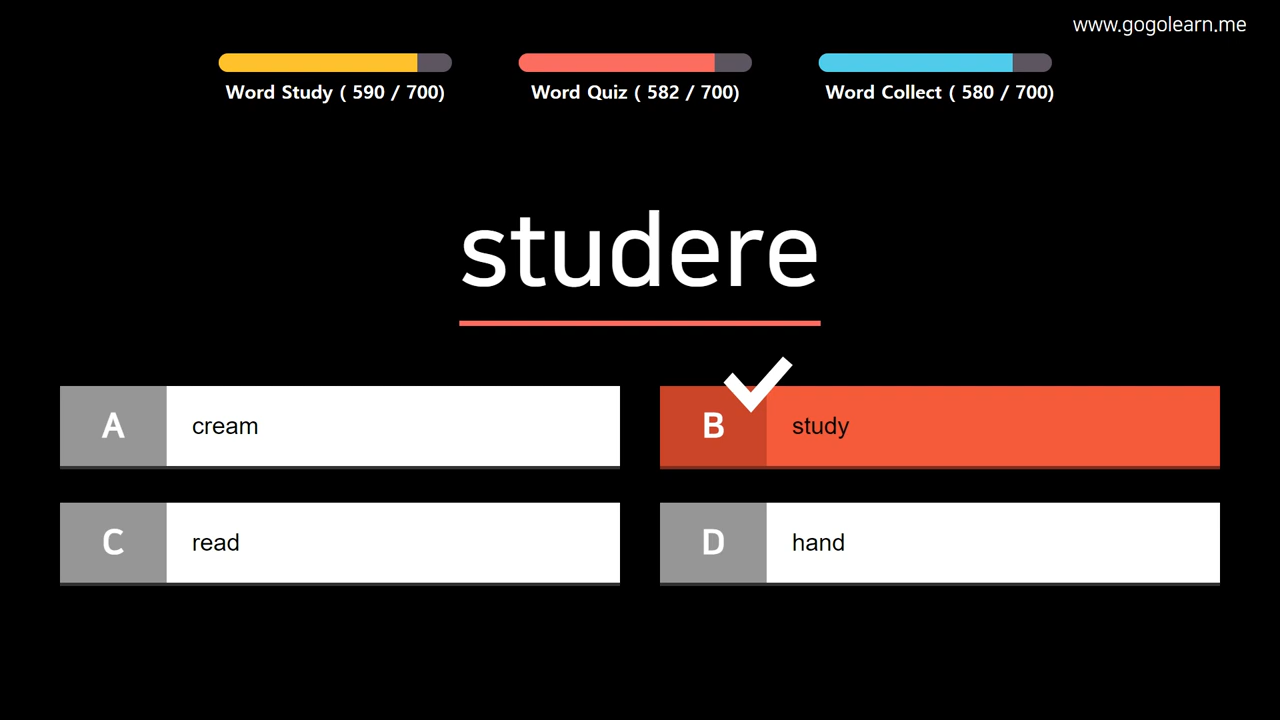 www.gogolearn.me
Word Study ( 590 / 700)
Word Quiz ( 582 / 700)
Word Collect ( 580 / 700)
studere
A cream
B study
C read
D hand